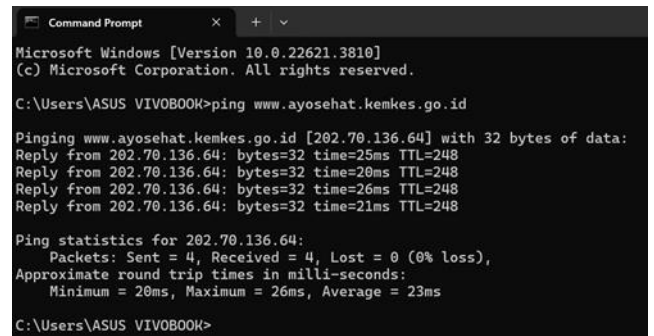 Command Prompt
Microsoft Windows [Version 10.0.22621.3810]
(c) Microsoft Corporation. All rights reserved.
C:\Users\ASUS VIVOBOOK>ping www.ayosehat.kemkes.go.id
Pinging www.ayosehat.kemkes.go.id [202.70.136.64] with 32 bytes of data:
Reply from 202.70.136.64: bytes=32 time=25ms TTL=248
Reply from 202.70.136.64: bytes=32 time=20ms TTL=248
Reply from 202.70.136.64: bytes=32 time=26ms TTL=248
Reply from 202.70.136.64: bytes=32 time=21ms TTL=248
Ping statistics for 202.70.136.64:
    Packets: Sent = 4, Received = 4, Lost = 0 (0% loss),
Approximate round trip times in milli-seconds:
    Minimum = 20ms, Maximum = 26ms, Average = 23ms
C:\Users\ASUS VIVOBOOK>